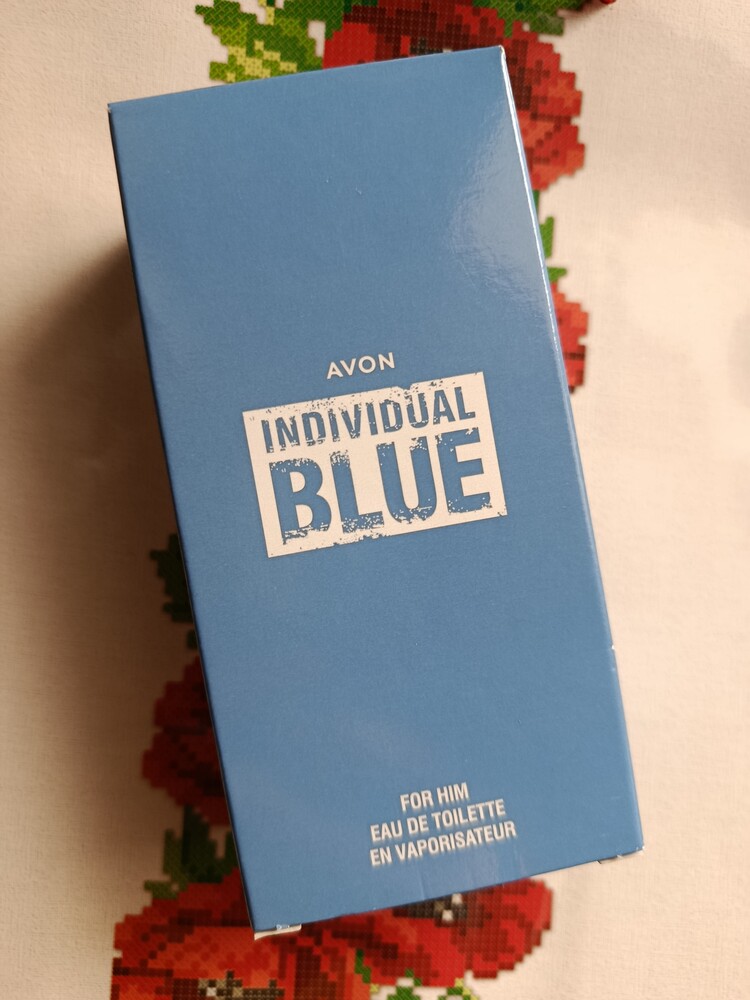 AVON
INDIVIDUAL
BLUE
FOR HIM
EAU DE TOILETTE
EN VAPORISATEUR